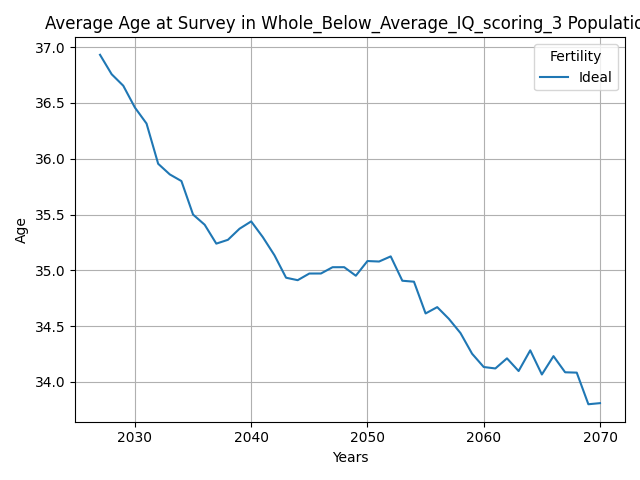 Average Age at Survey in Whole_Below_Average_IQ_scoring_3
Fertility
Ideal
37.0
36.5
36.0
35.5
35.0
34.5
34.0
Age
2030 2040 2050 2060 2070
Years